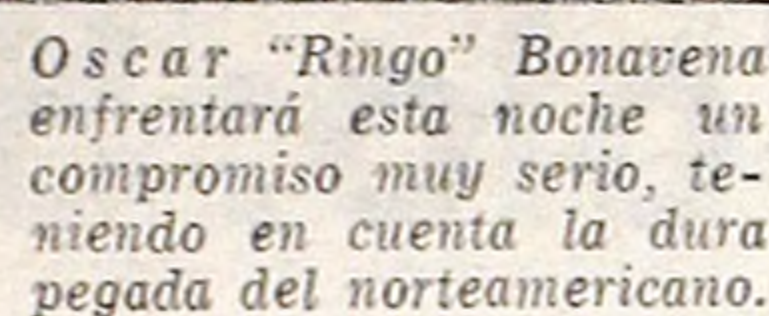 Oscar “Ringo” Bonavena
enfrentará esta noche un
compromiso muy serio, te-
niendo en cuenta la dura
pegada del norteamericano.